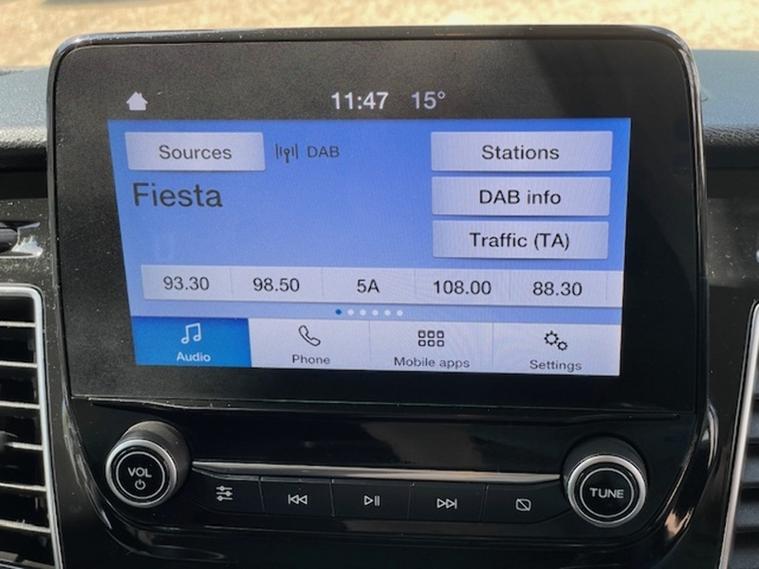 11:47 15°
Sources DAB Stations
Fiesta DAB info
Traffic (TA)
93.30 98.50 5A 108.00 88.30
Audio Phone Mobile apps Settings
VOL TUNE